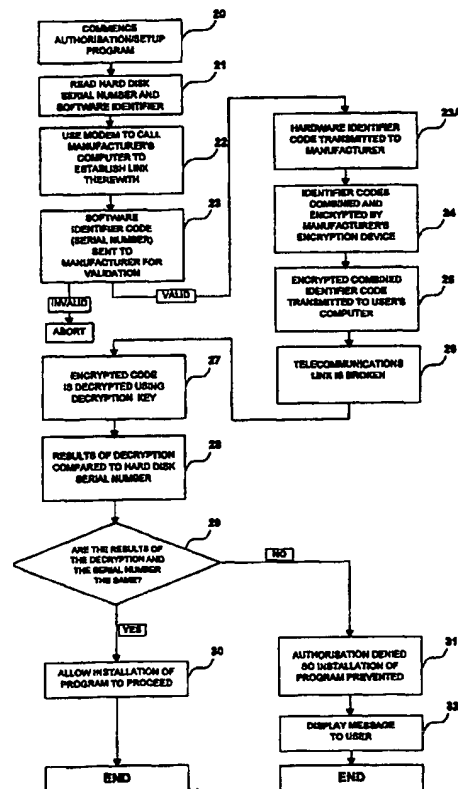 20
COMMENCE
AUTHORISATION/SETUP
PROGRAM
21
READ HARD DISK
SERIAL NUMBER AND
SOFTWARE IDENTIFIER
22
USE MODEM TO CALL
MANUFACTURER'S
COMPUTER TO
ESTABLISH LINK
THEREWITH
23
SOFTWARE
IDENTIFIER CODE
(SERIAL NUMBER)
SENT TO
MANUFACTURER FOR
VALIDATION
INVALID
VALID
ABORT
23A
HARDWARE IDENTIFIER
CODE TRANSMITTED TO
MANUFACTURER
24
IDENTIFIER CODES
COMBINED AND
ENCRYPTED BY
MANUFACTURER'S
ENCRYPTION DEVICE
25
ENCRYPTED COMBINED
IDENTIFIER CODE
TRANSMITTED TO USER'S
COMPUTER
26
TELECOMMUNICATIONS
LINK IS BROKEN
27
ENCRYPTED CODE
IS DECRYPTED USING
DECRYPTION KEY
28
RESULTS OF DECRYPTION
COMPARED TO HARD DISK
SERIAL NUMBER
29
ARE THE RESULTS OF
THE DECRYPTION AND
THE SERIAL NUMBER
THE SAME?
NO
YES
30
ALLOW INSTALLATION OF
PROGRAM TO PROCEED
31
AUTHORISATION DENIED
SO INSTALLATION OF
PROGRAM PREVENTED
32
DISPLAY MESSAGE
TO USER
END
END